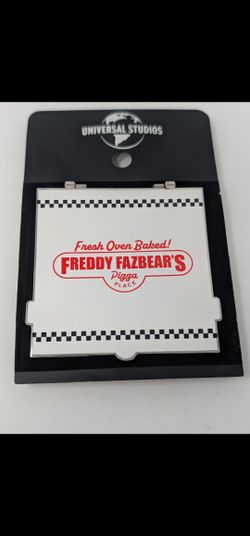 UNIVERSAL STUDIOS
Fresh Oven Baked!
FREDDY FAZBEAR'S
Pizza
PLACE